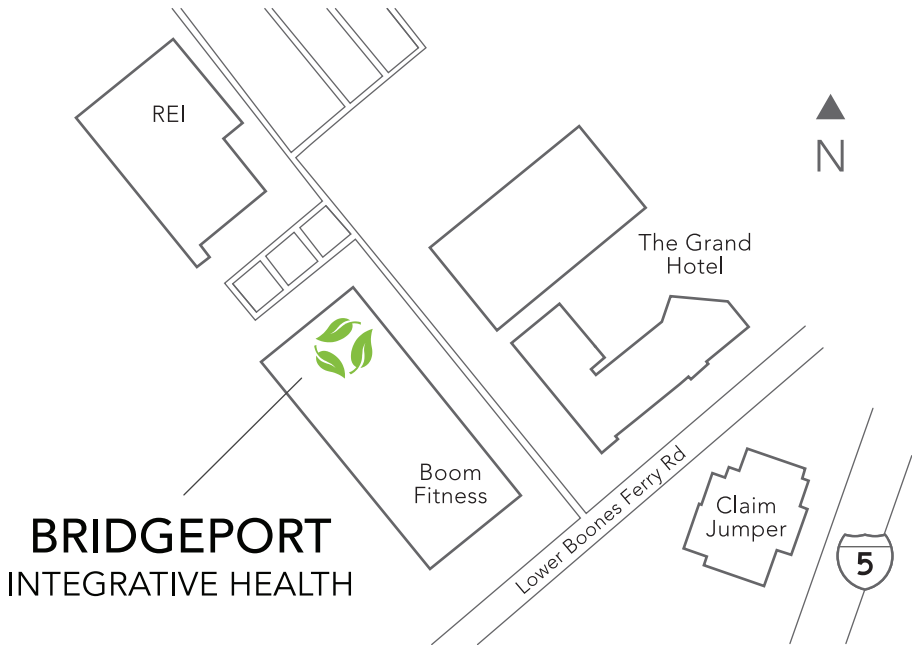 REI
N
The Grand
Hotel
Boom
Fitness
Lower Boones Ferry Rd
Claim
Jumper
5
BRIDGEPORT
INTEGRATIVE HEALTH